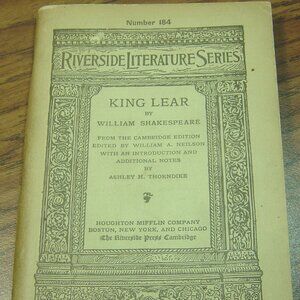 Number 184
RIVERSIDE LITERATURE SERIES
KING LEAR
BY
WILLIAM SHAKESPEARE
FROM THE CAMBRIDGE EDITION
EDITED BY WILLIAM A. NEILSON
WITH AN INTRODUCTION AND
ADDITIONAL NOTES
BY
ASHLEY H. THORNDIKE
HOUGHTON MIFFLIN COMPANY
BOSTON, NEW YORK, AND CHICAGO
The Riverside Press Cambridge